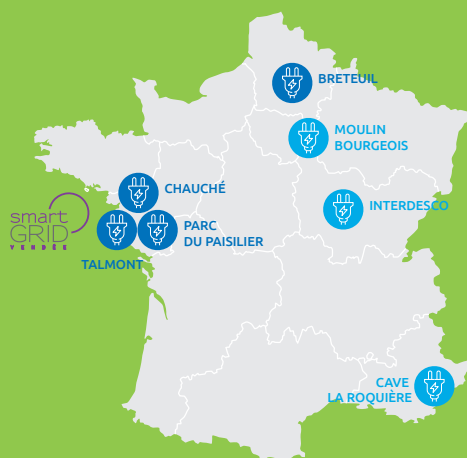 BRETEUIL
MOULIN
BOURGEOIS
CHAUCHÉ
INTERDESCO
smart
GRID
VENDÉE
PARC
DU PAISILIER
TALMONT
CAVE
LA ROQUIÈRE